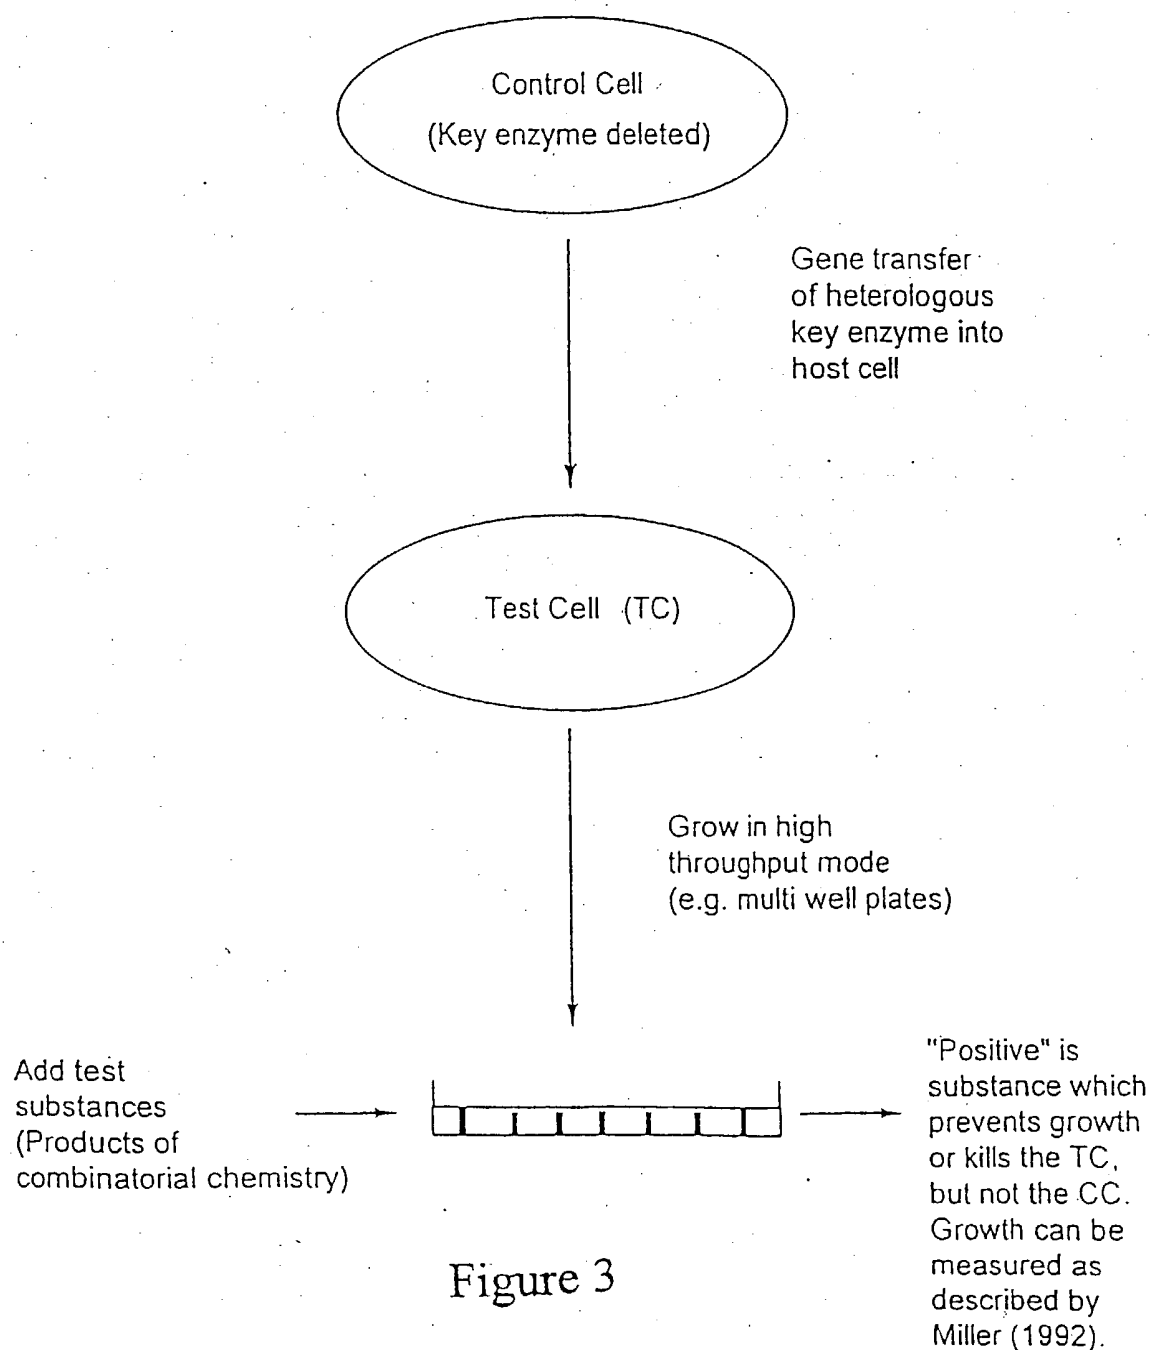 Control Cell
(Key enzyme deleted)
Gene transfer
of heterologous
key enzyme into
host cell
Test Cell (TC)
Grow in high
throughput mode
(e.g. multi well plates)
Add test
substances
(Products of
combinatorial chemistry)
"Positive" is
substance which
prevents growth
or kills the TC,
but not the CC.
Growth can be
measured as
described by
Miller (1992).
Figure 3